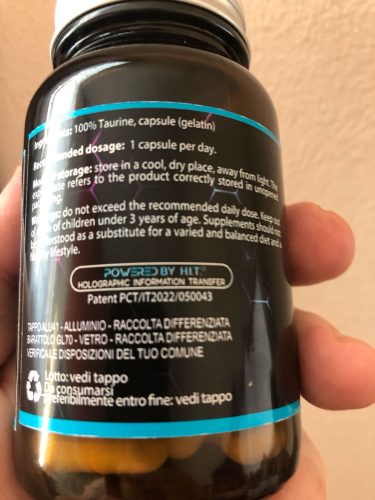 100% Taurine, capsule (gelatin)
dosage: 1 capsule per day.
storage: store in a cool, dry place, away from light. The
refers to the product correctly stored in unopened
do not exceed the recommended daily dose. Keep out
of children under 3 years of age. Supplements should not
as a substitute for a varied and balanced diet and a
lifestyle.
POWERED BY H.I.T.
HOLOGRAPHIC INFORMATION TRANSFER
Patent PCT/IT2022/050043
TAPPO ALU41 - ALLUMINIO - RACCOLTA DIFFERENZIATA
BARATTOLO GL70 - VETRO - RACCOLTA DIFFERENZIATA
VERIFICA LE DISPOSIZIONI DEL TUO COMUNE
Lotto: vedi tappo
Da consumarsi
preferibilmente entro fine: vedi tappo